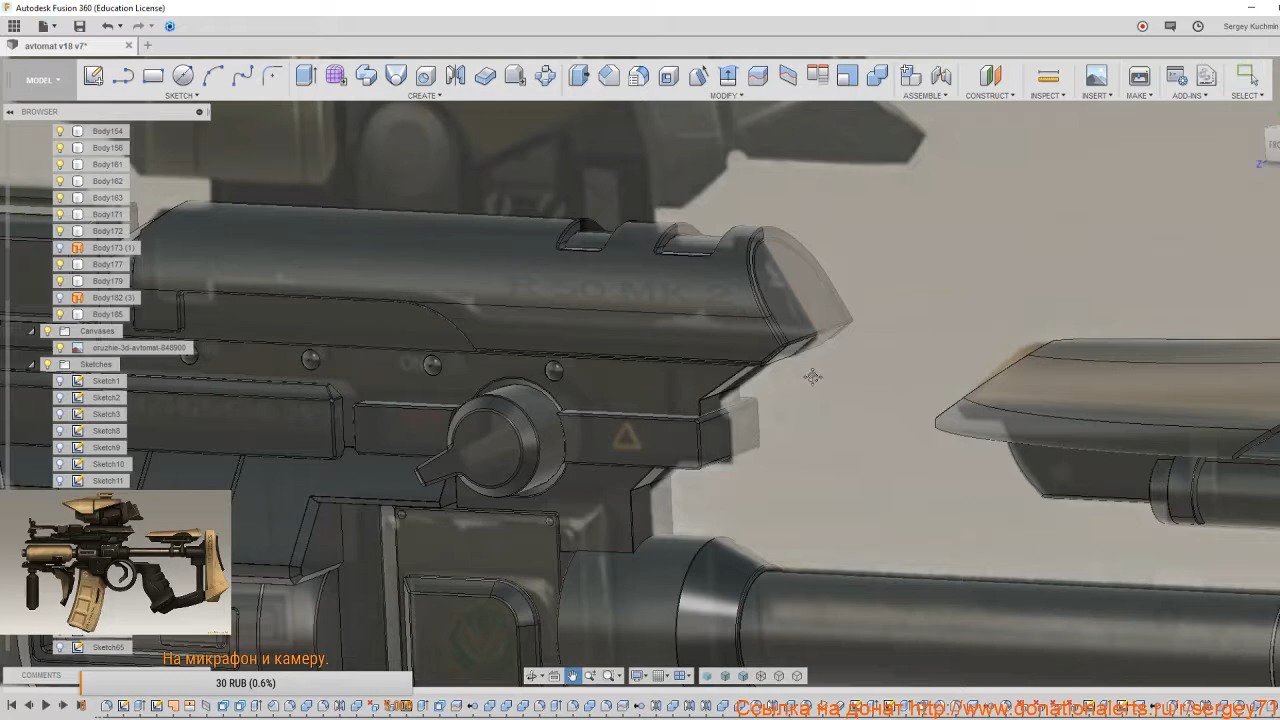 Autodesk Fusion 360 (Education License)
Sergey Kuchmin
avtomat v18 v7*
MODEL
SKETCH
CREATE
MODIFY
ASSEMBLE
CONSTRUCT
INSPECT
INSERT
MAKE
ADD-INS
SELECT
BROWSER
Body154
Body156
Body161
Body162
Body163
Body171
Body172
Body173 (1)
Body177
Body179
Body182 (3)
Body185
Canvases
oruzhie-3d-avtomat-648900
Sketches
Sketch1
Sketch2
Sketch3
Sketch8
Sketch9
Sketch10
Sketch11
Sketch65
На микрофон и камеру.
COMMENTS
30 RUB (0.6%)
Ссылка на донат http://www.donationalerts.ru/r/sergey71